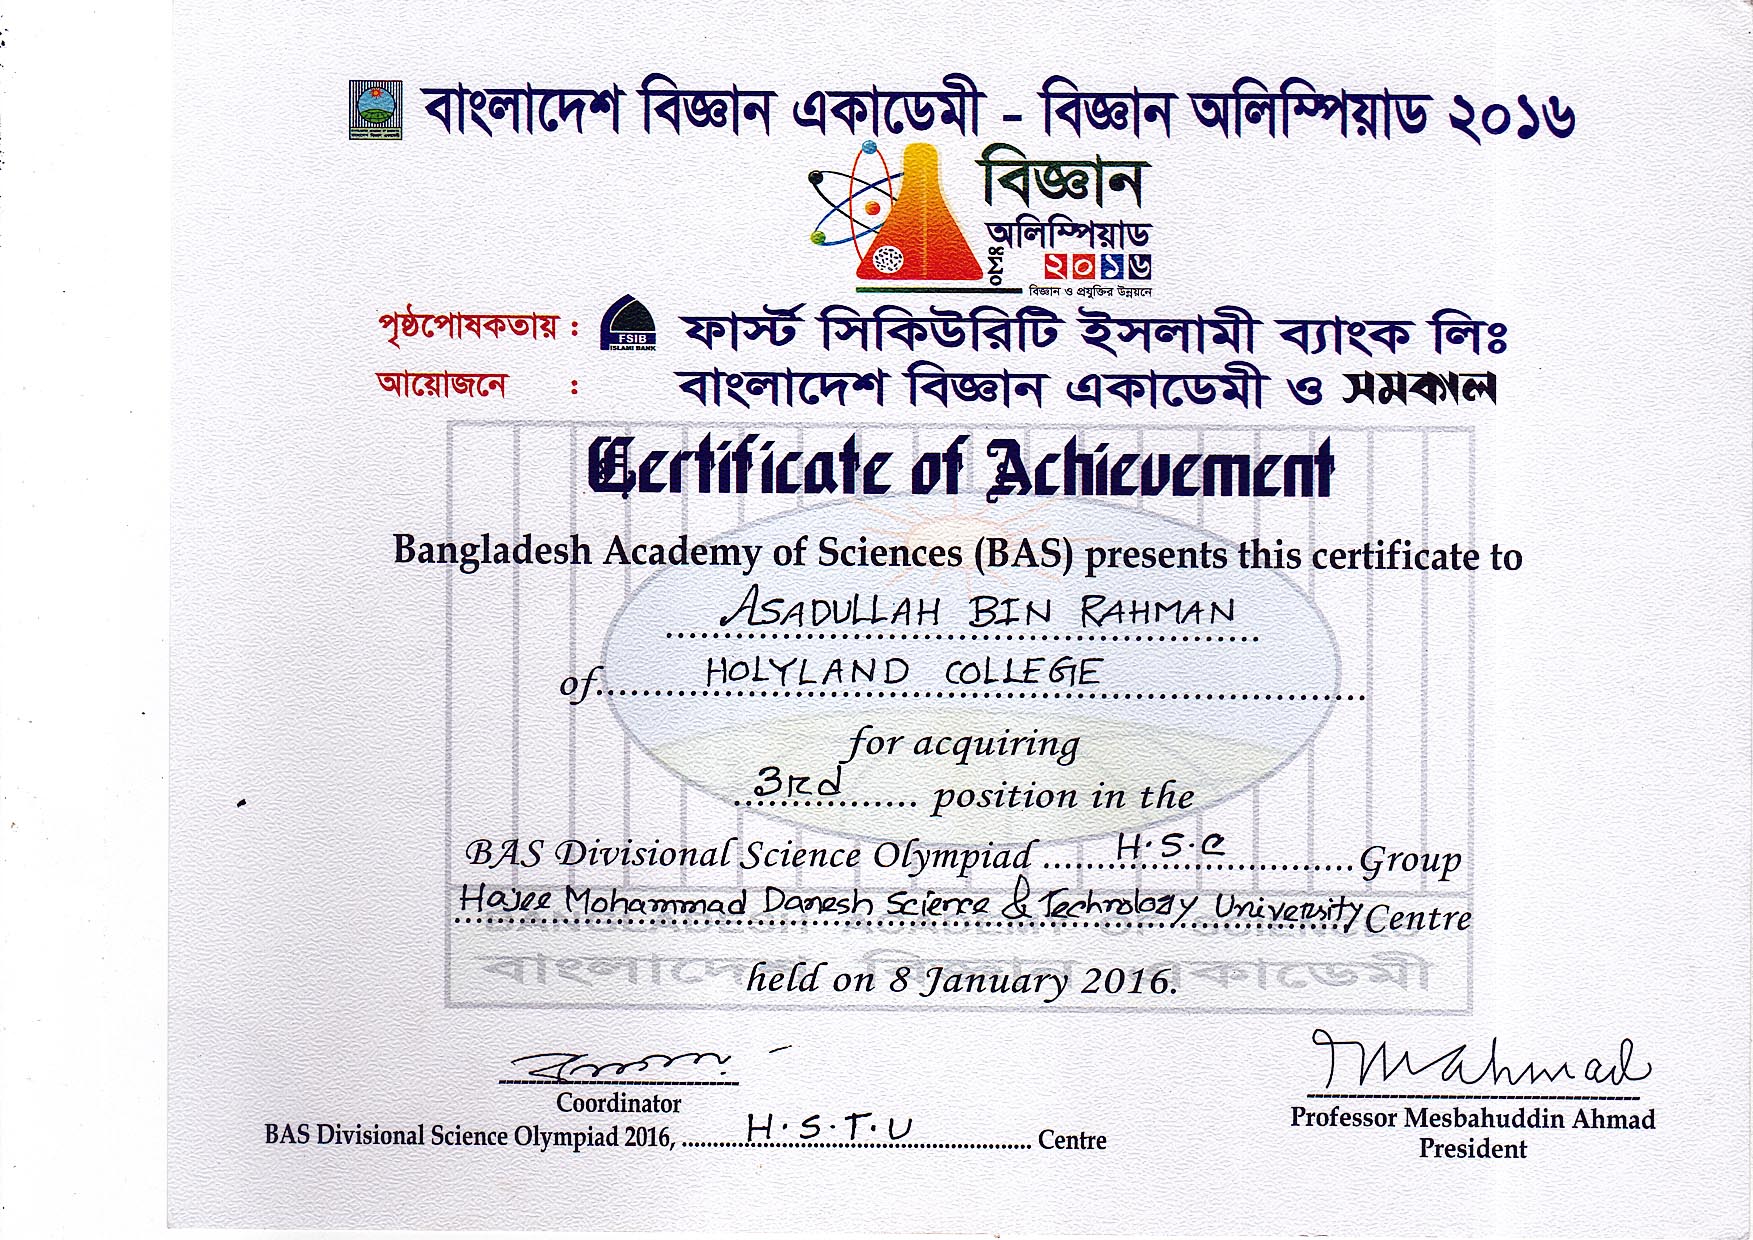 বাংলাদেশ বিজ্ঞান একাডেমী - বিজ্ঞান অলিম্পিয়াড ২০১৬
বিজ্ঞান
অলিম্পিয়াড
২০১৬
বিজ্ঞান ও প্রযুক্তির উন্নয়নে
পৃষ্ঠপোষকতায় : FSIB ISLAMI BANK ফার্স্ট সিকিউরিটি ইসলামী ব্যাংক লিঃ
আয়োজনে : বাংলাদেশ বিজ্ঞান একাডেমী ও সমকাল
Certificate of Achievement
Bangladesh Academy of Sciences (BAS) presents this certificate to
ASADULLAH BIN RAHMAN
of HOLYLAND COLLEGE
for acquiring
3rd position in the
BAS Divisional Science Olympiad H.S.C Group
Hajee Mohammad Danesh Science & Technology University Centre
বাংলাদেশ বিজ্ঞান একাডেমী
held on 8 January 2016.
Coordinator
BAS Divisional Science Olympiad 2016, H.S.T.U Centre
MAhmad
Professor Mesbahuddin Ahmad
President